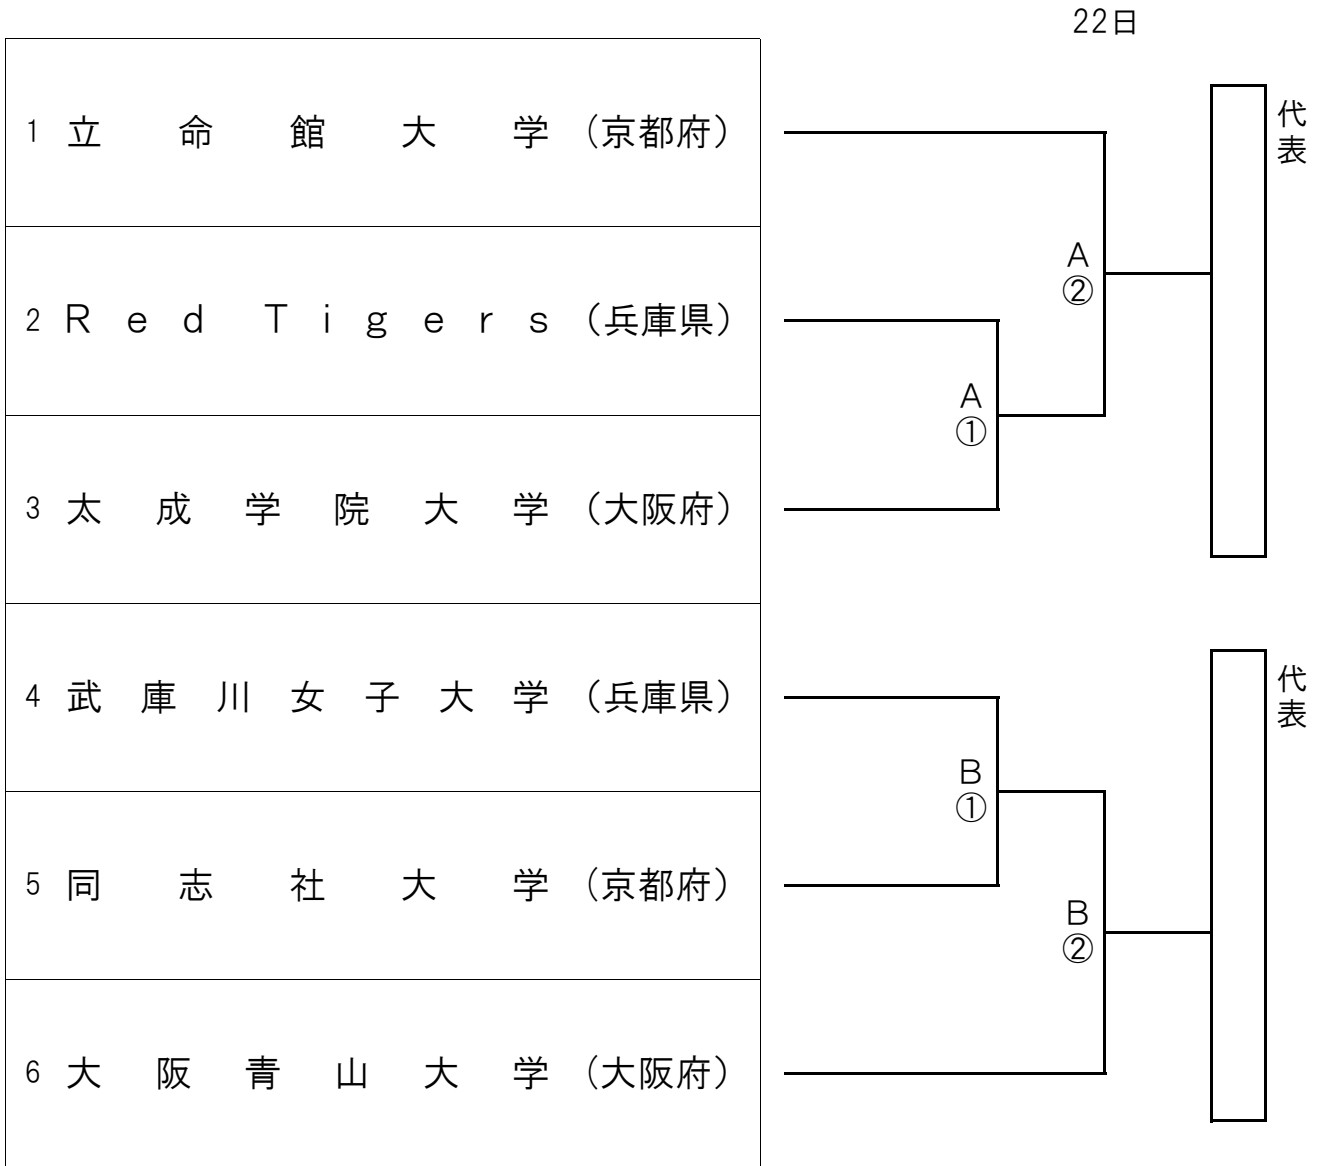 22日
1 立命館大学（京都府）
代表
A
②
2 Red Tigers（兵庫県）
A
①
3 太成学院大学（大阪府）
4 武庫川女子大学（兵庫県）
代表
B
①
5 同志社大学（京都府）
B
②
6 大阪青山大学（大阪府）